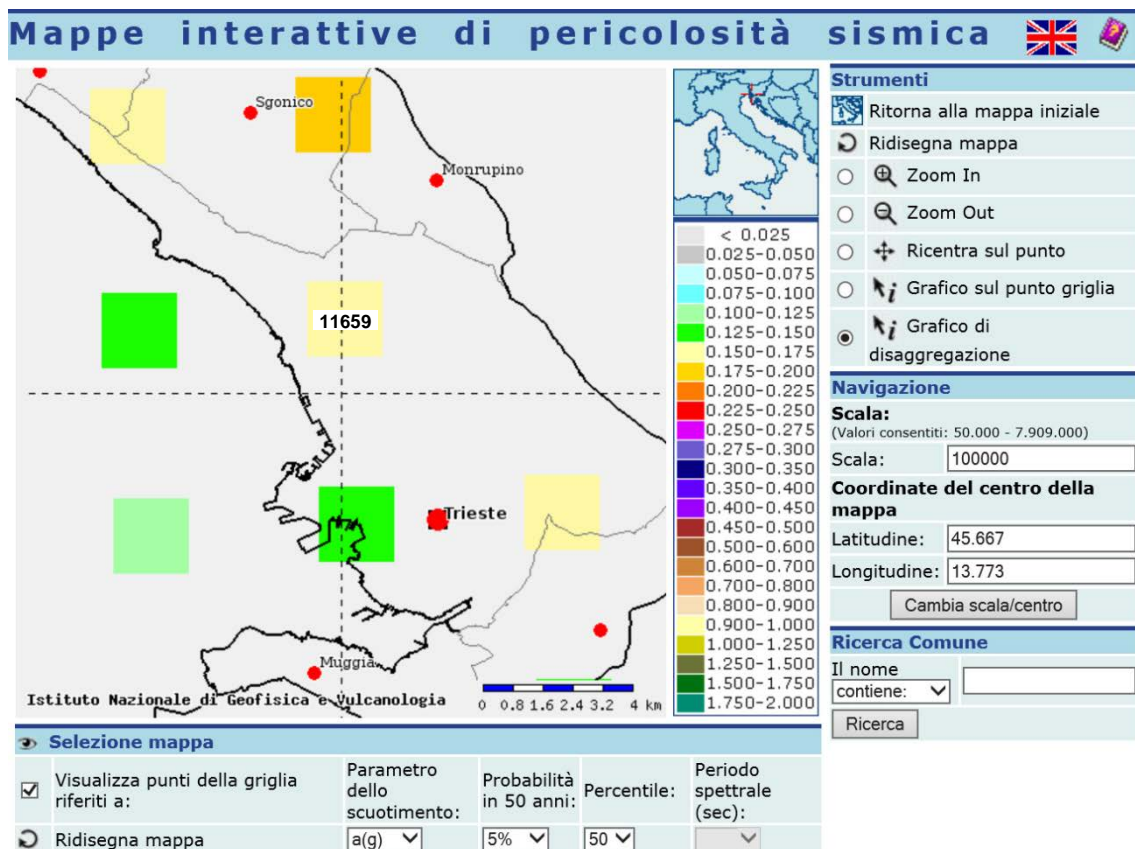 Mappe interattive di pericolosità sismica
Sgonico
Monrupino
11659
Trieste
Muggia
Istituto Nazionale di Geofisica e Vulcanologia
0 0.8 1.6 2.4 3.2 4 km
< 0.025
0.025-0.050
0.050-0.075
0.075-0.100
0.100-0.125
0.125-0.150
0.150-0.175
0.175-0.200
0.200-0.225
0.225-0.250
0.250-0.275
0.275-0.300
0.300-0.350
0.350-0.400
0.400-0.450
0.450-0.500
0.500-0.600
0.600-0.700
0.700-0.800
0.800-0.900
0.900-1.000
1.000-1.250
1.250-1.500
1.500-1.750
1.750-2.000
Strumenti
Ritorna alla mappa iniziale
Ridisegna mappa
Zoom In
Zoom Out
Ricentra sul punto
Grafico sul punto griglia
Grafico di
disaggregazione
Navigazione
Scala:
(Valori consentiti: 50.000 - 7.909.000)
Scala: 100000
Coordinate del centro della
mappa
Latitudine: 45.667
Longitudine: 13.773
Cambia scala/centro
Ricerca Comune
Il nome
contiene:
Ricerca
Selezione mappa
Visualizza punti della griglia
riferiti a:
Parametro
dello
scuotimento:
Probabilità
in 50 anni:
Percentile:
Periodo
spettrale
(sec):
Ridisegna mappa
a(g)
5%
50